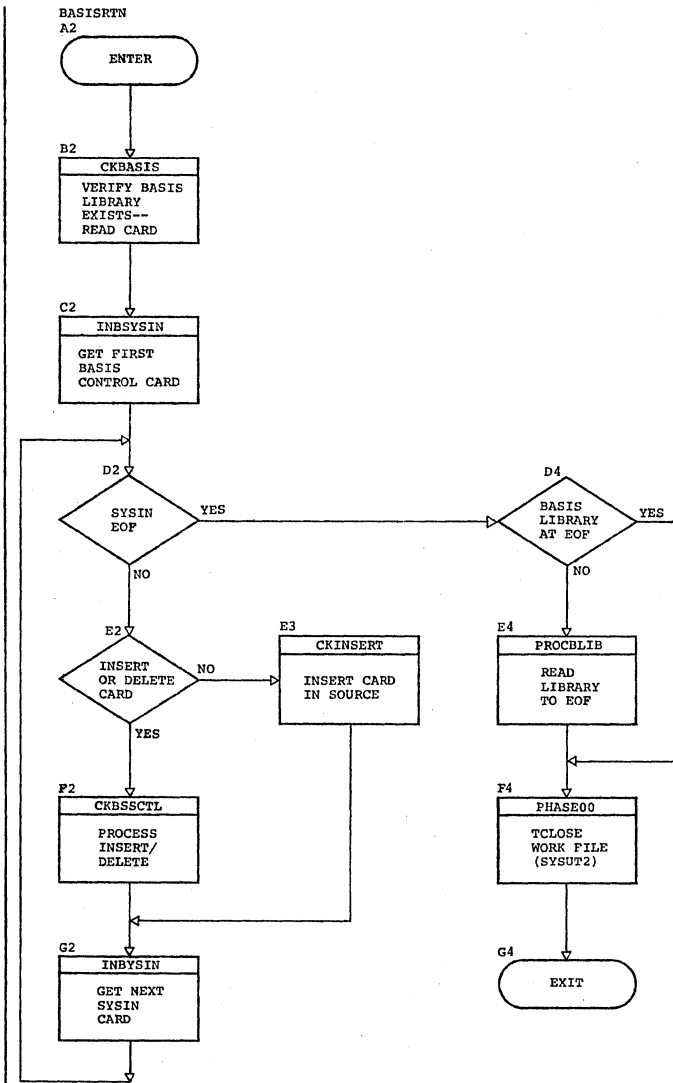 BASISRTN
A2
ENTER
B2
CKBASIS
VERIFY BASIS
LIBRARY
EXISTS--
READ CARD
C2
INBSYSIN
GET FIRST
BASIS
CONTROL CARD
D2
SYSIN
EOF
YES
NO
D4
BASIS
LIBRARY
AT EOF
YES
NO
E2
INSERT
OR DELETE
CARD
NO
YES
E3
CKINSERT
INSERT CARD
IN SOURCE
E4
PROCBLIB
READ
LIBRARY
TO EOF
F2
CKBSSCTL
PROCESS
INSERT/
DELETE
F4
PHASE00
TCLOSE
WORK FILE
(SYSUT2)
G2
INBYSIN
GET NEXT
SYSIN
CARD
G4
EXIT